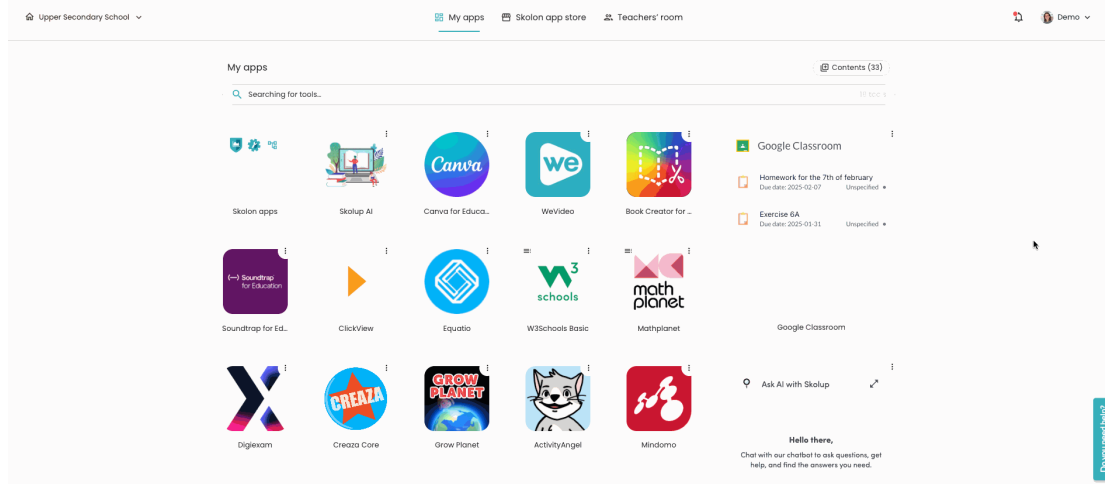 Upper Secondary School
My apps
Skolon app store
Teachers' room
Demo
My apps
Contents (33)
Searching for tools...
Google Classroom
Homework for the 7th of february
Due date: 2025-02-07 Unspecified
Exercise 6A
Due date: 2025-01-31 Unspecified
Canva
we
Skolon apps
Skolup AI
Canva for Educa...
WeVideo
Book Creator for ...
Soundtrap
for Education
W3
schools
math
planet
Soundtrap for Ed...
ClickView
Equatio
W3Schools Basic
Mathplanet
Google Classroom
CREAZA
GROW
PLANET
Ask AI with Skolup
Hello there,
Chat with our chatbot to ask questions, get
help, and find the answers you need.
Digiexam
Creaza Core
Grow Planet
ActivityAngel
Mindomo
Do you need help?